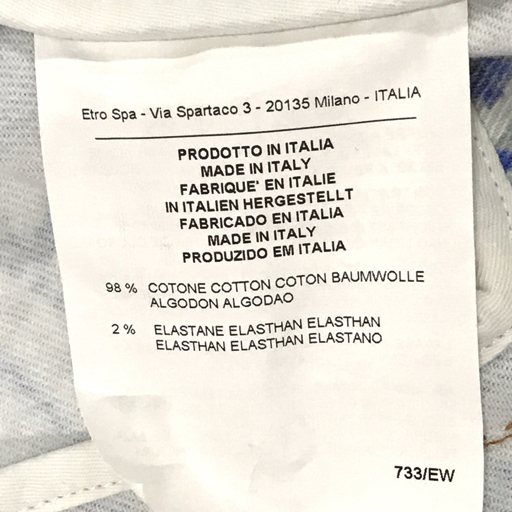 Etro Spa - Via Spartaco 3 - 20135 Milano - ITALIA
PRODOTTO IN ITALIA
MADE IN ITALY
FABRIQUE' EN ITALIE
IN ITALIEN HERGESTELLT
FABRICADO EN ITALIA
MADE IN ITALY
PRODUZIDO EM ITALIA
98 % COTONE COTTON COTON BAUMWOLLE
ALGODON ALGODAO
2 % ELASTANE ELASTHAN ELASTHAN
ELASTHAN ELASTHAN ELASTANO
733/EW